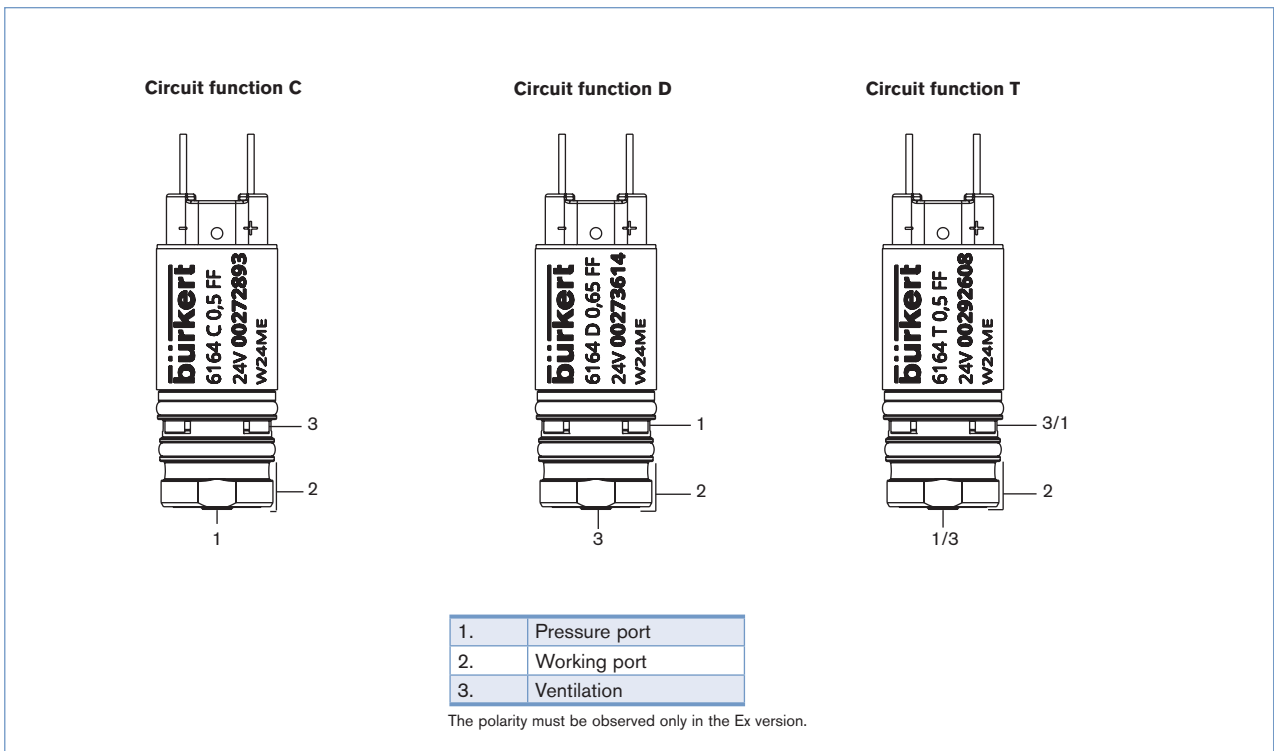 Circuit function C
Circuit function D
Circuit function T
- +
bürkert
6164 C 0,5 FF
24V 00272893
W24ME
3
2
1
- +
bürkert
6164 D 0,65 FF
24V 00273614
W24ME
1
2
3
- +
bürkert
6164 T 0,5 FF
24V 00292608
W24ME
3/1
2
1/3
1. Pressure port
2. Working port
3. Ventilation
The polarity must be observed only in the Ex version.